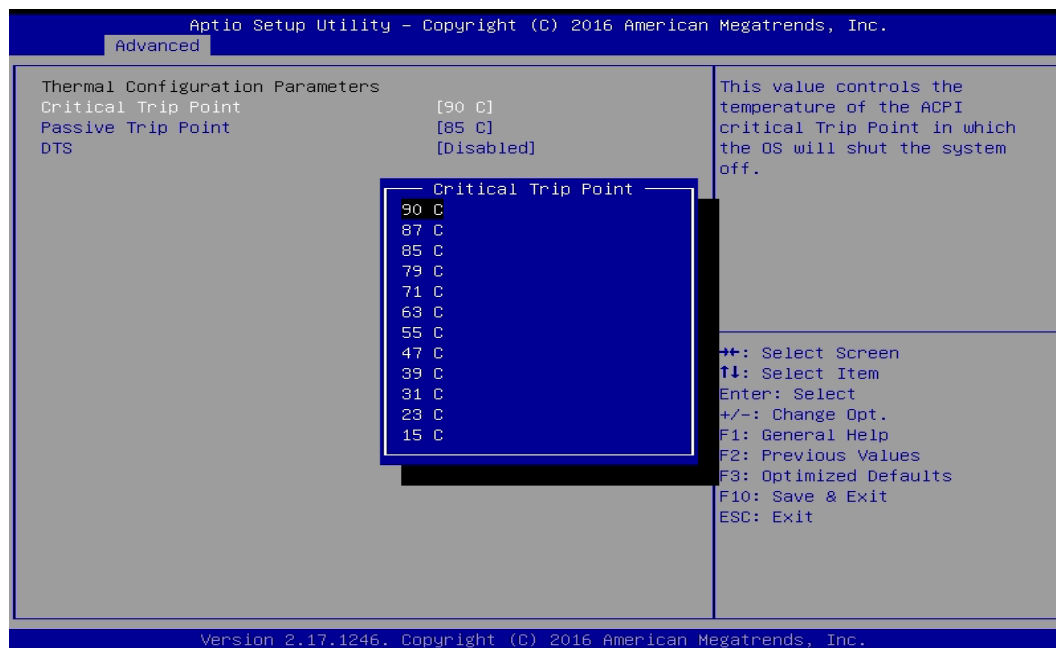 Aptio Setup Utility – Copyright (C) 2016 American Megatrends, Inc.
Advanced
Thermal Configuration Parameters
Critical Trip Point [90 C]
Passive Trip Point [85 C]
DTS [Disabled]
Critical Trip Point
90 C
87 C
85 C
79 C
71 C
63 C
55 C
47 C
39 C
31 C
23 C
15 C
This value controls the
temperature of the ACPI
critical Trip Point in which
the OS will shut the system
off.
→←: Select Screen
↑↓: Select Item
Enter: Select
+/-: Change Opt.
F1: General Help
F2: Previous Values
F3: Optimized Defaults
F10: Save & Exit
ESC: Exit
Version 2.17.1246. Copyright (C) 2016 American Megatrends, Inc.